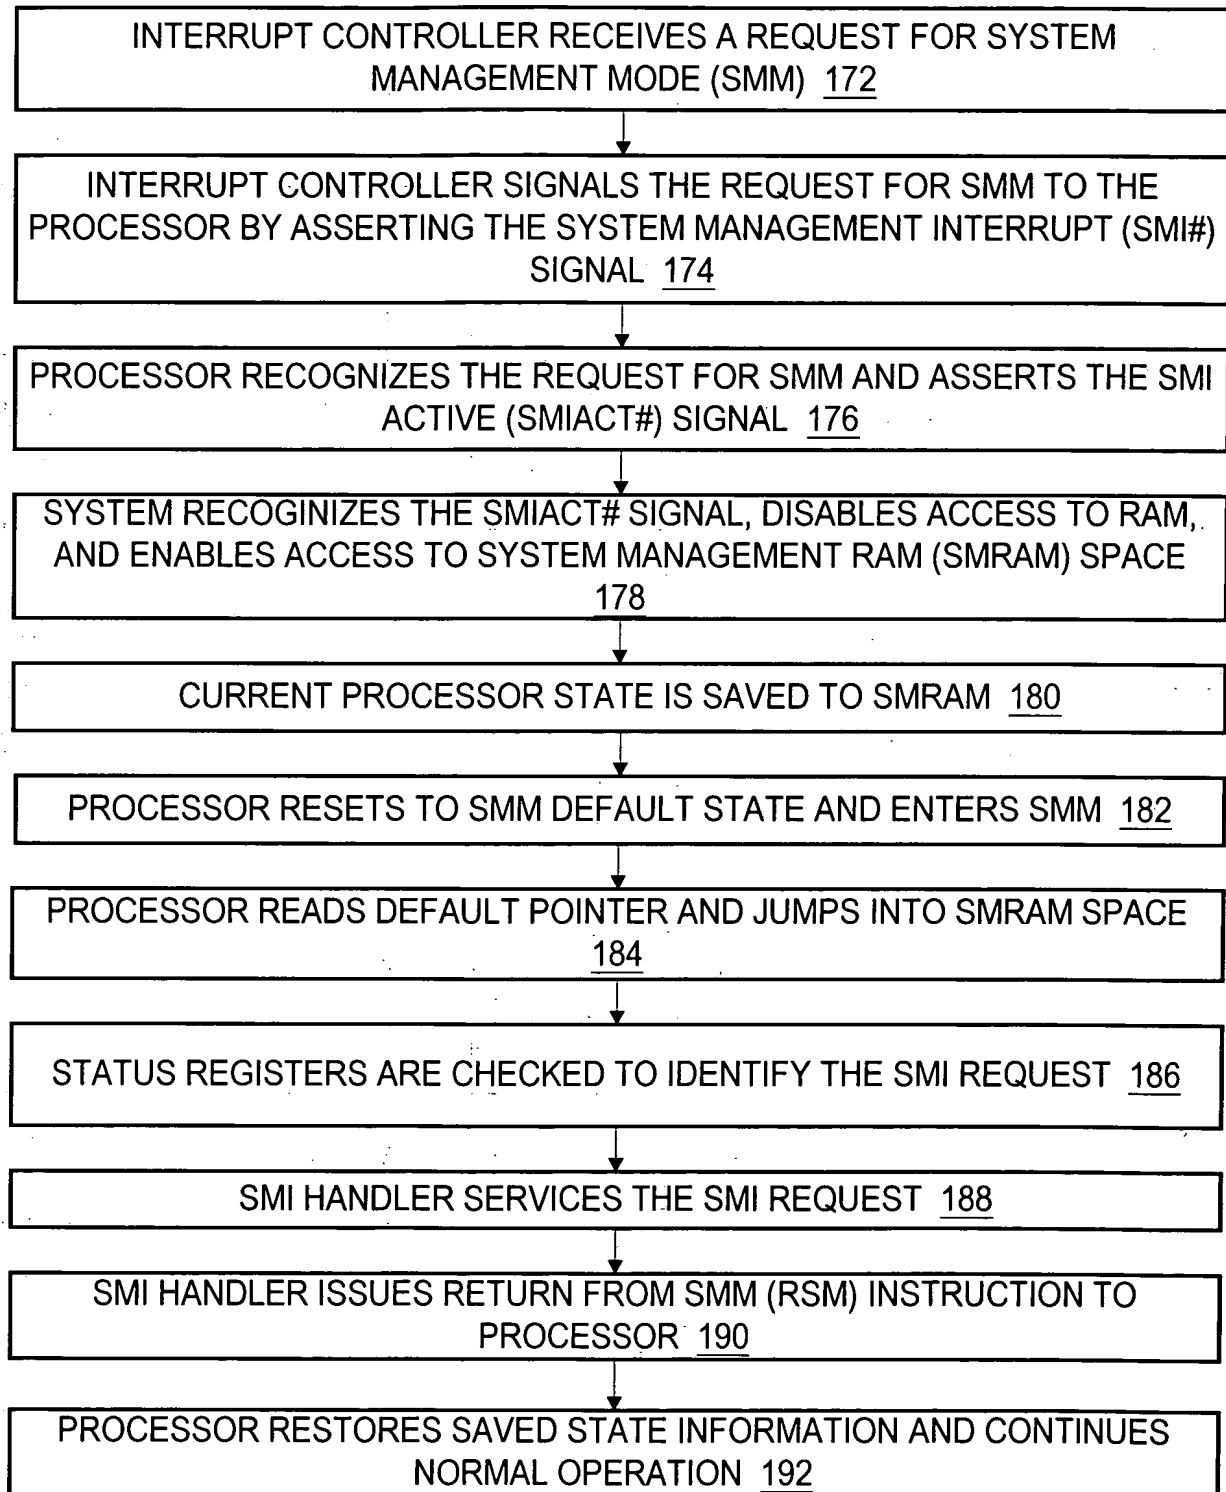 INTERRUPT CONTROLLER RECEIVES A REQUEST FOR SYSTEM
MANAGEMENT MODE (SMM) 172
INTERRUPT CONTROLLER SIGNALS THE REQUEST FOR SMM TO THE
PROCESSOR BY ASSERTING THE SYSTEM MANAGEMENT INTERRUPT (SMI#)
SIGNAL 174
PROCESSOR RECOGNIZES THE REQUEST FOR SMM AND ASSERTS THE SMI
ACTIVE (SMIACT#) SIGNAL 176
SYSTEM RECOGINIZES THE SMIACT# SIGNAL, DISABLES ACCESS TO RAM,
AND ENABLES ACCESS TO SYSTEM MANAGEMENT RAM (SMRAM) SPACE
178
CURRENT PROCESSOR STATE IS SAVED TO SMRAM 180
PROCESSOR RESETS TO SMM DEFAULT STATE AND ENTERS SMM 182
PROCESSOR READS DEFAULT POINTER AND JUMPS INTO SMRAM SPACE
184
STATUS REGISTERS ARE CHECKED TO IDENTIFY THE SMI REQUEST 186
SMI HANDLER SERVICES THE SMI REQUEST 188
SMI HANDLER ISSUES RETURN FROM SMM (RSM) INSTRUCTION TO
PROCESSOR 190
PROCESSOR RESTORES SAVED STATE INFORMATION AND CONTINUES
NORMAL OPERATION 192